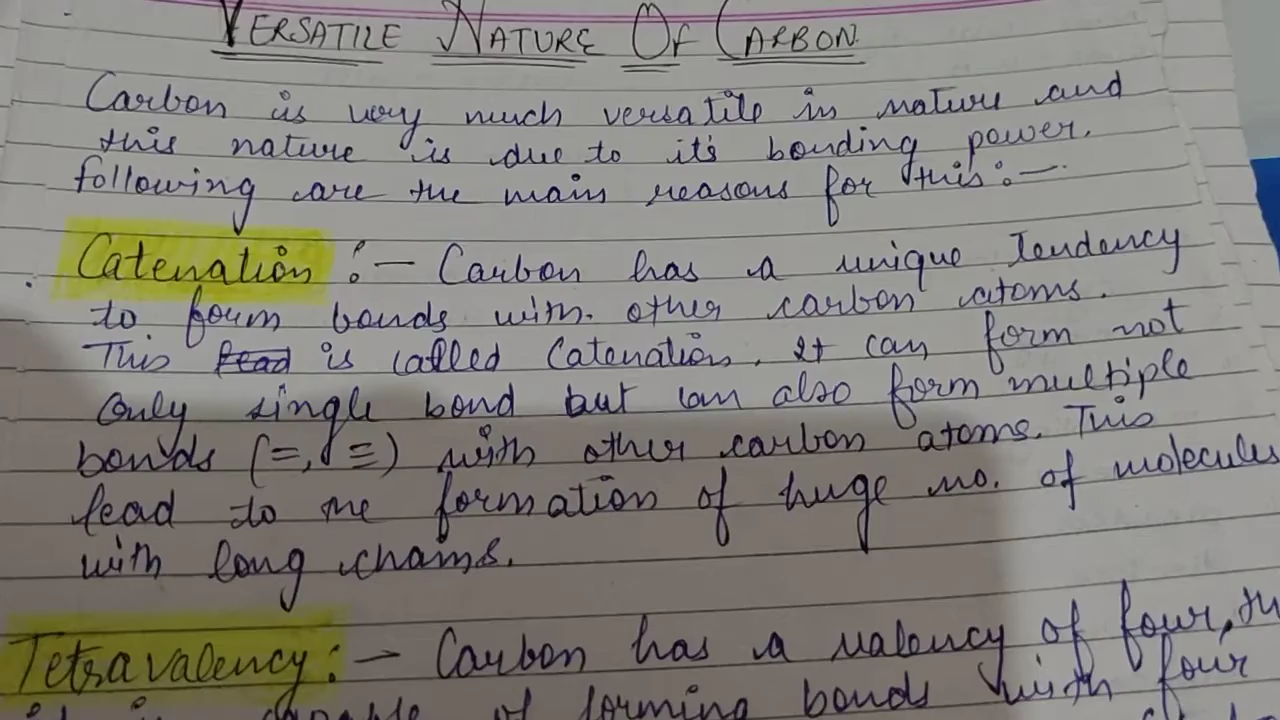 VERSATILE NATURE OF CARBON
Carbon is very much versatile in nature and
this nature is due to it's bonding power.
following are the main reasons for this:-
Catenation :- Carbon has a unique Tendency
to form bonds with other carbon atoms.
This lead is called Catenation. It can form not
only single bond but can also form multiple
bonds (=, ≡) with other carbon atoms. This
lead to the formation of huge no. of molecules
with long chains.
Tetravalency:- Carbon has a valency of four,
capable of forming bonds with four